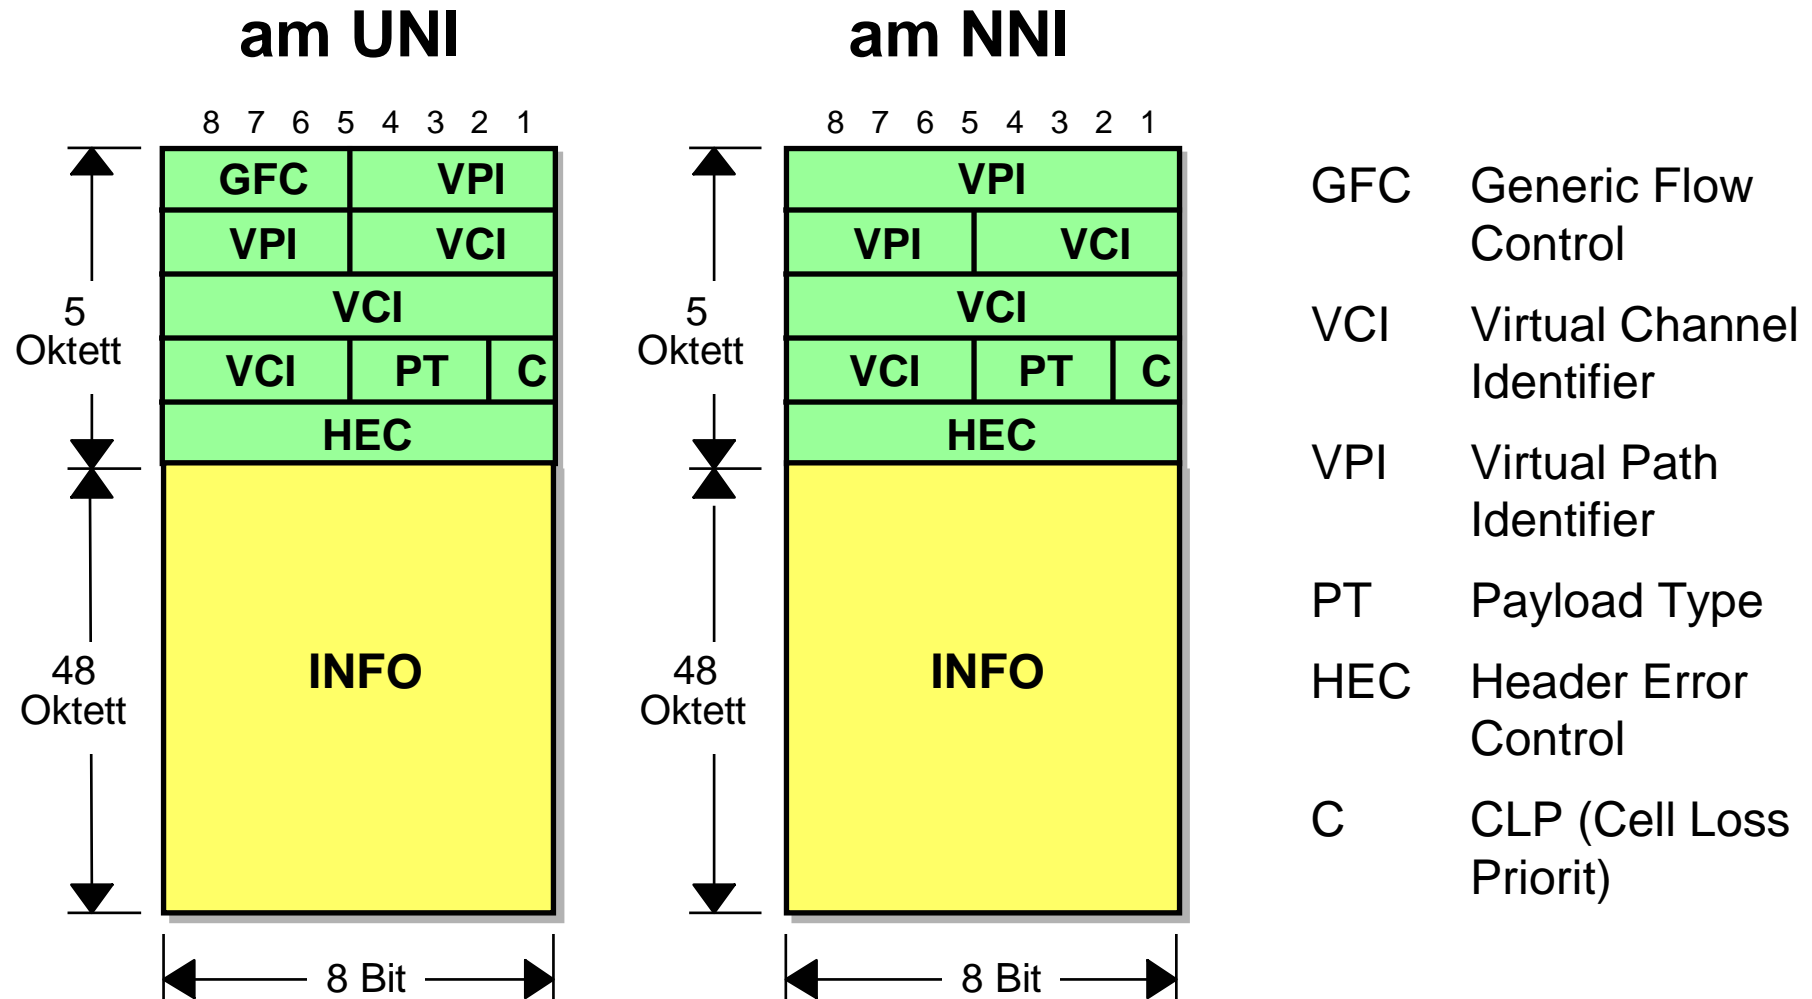 am UNI
8 7 6 5 4 3 2 1
GFC VPI
VPI VCI
VCI
VCI PT C
HEC
INFO
5
Oktett
48
Oktett
8 Bit
am NNI
8 7 6 5 4 3 2 1
VPI
VPI VCI
VCI
VCI PT C
HEC
INFO
5
Oktett
48
Oktett
8 Bit
GFC Generic Flow
Control
VCI Virtual Channel
Identifier
VPI Virtual Path
Identifier
PT Payload Type
HEC Header Error
Control
C CLP (Cell Loss
Priorit)